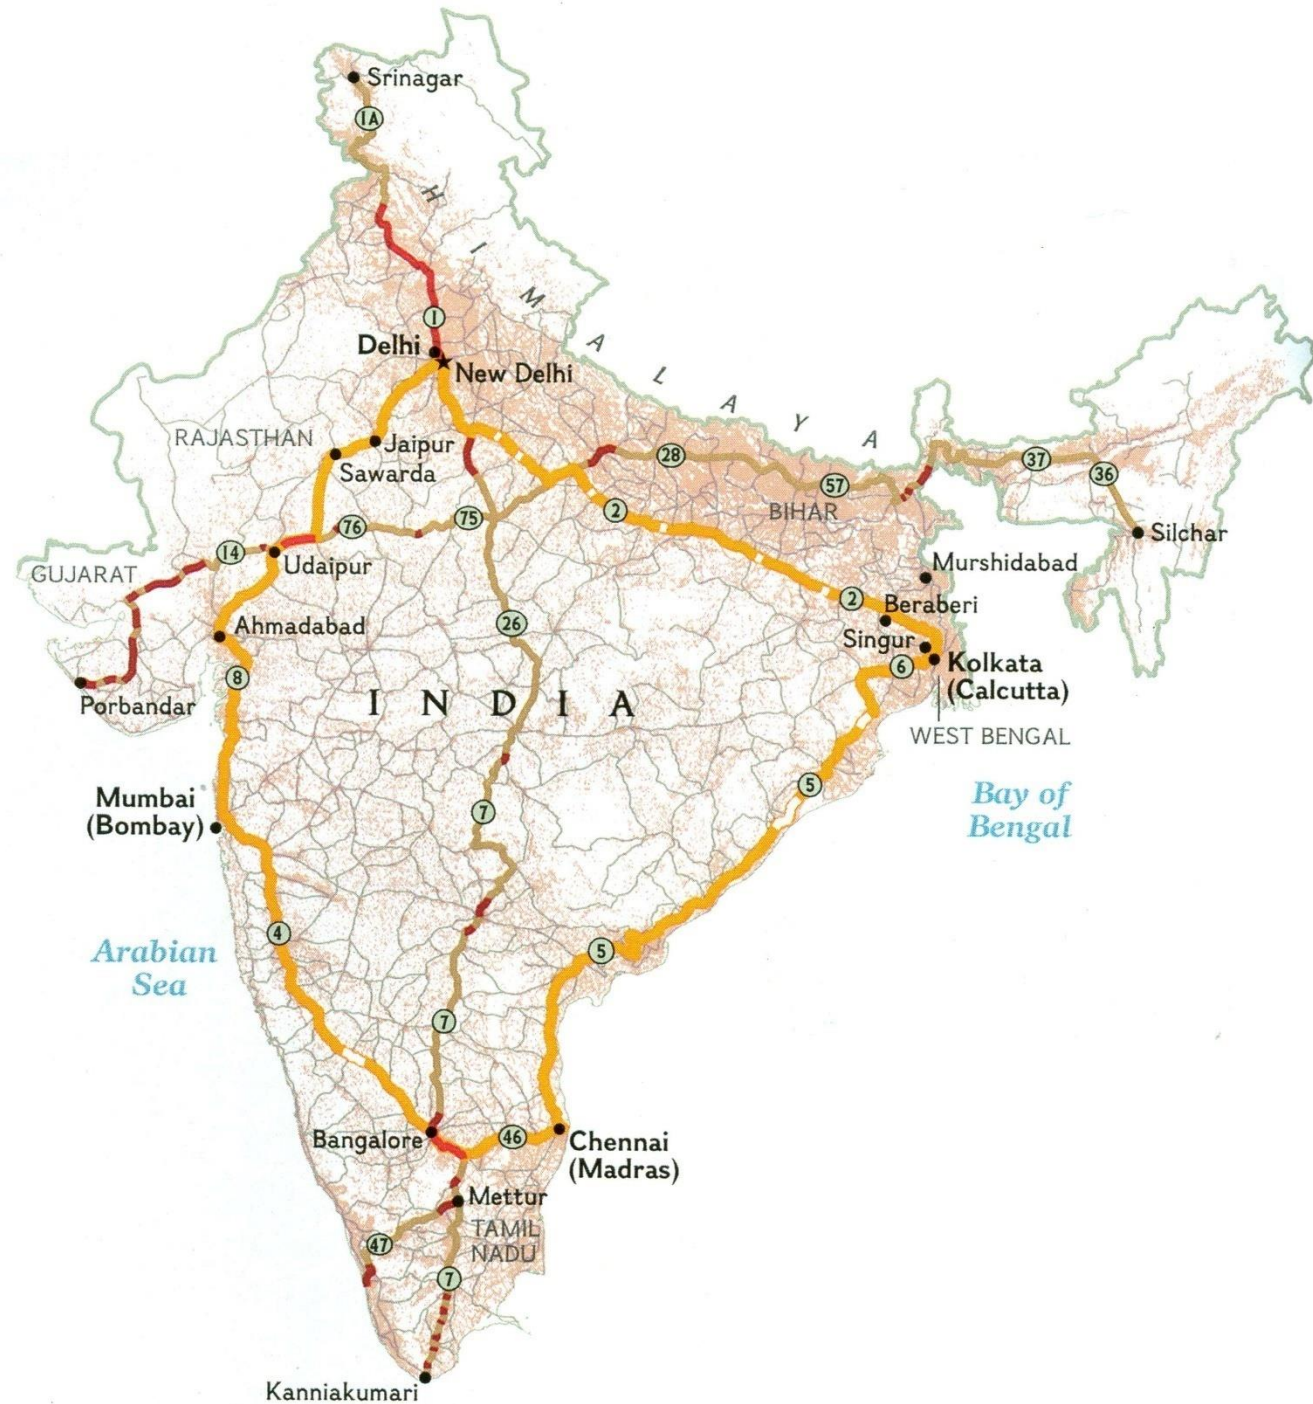 Srinagar
1A
H I M A L A Y A
1
Delhi
New Delhi
RAJASTHAN
Jaipur
Sawarda
28
37
36
57
BIHAR
2
75
76
14
Silchar
GUJARAT
Udaipur
Murshidabad
2
Beraberi
26
Ahmadabad
Singur
6
Kolkata
(Calcutta)
8
Porbandar
INDIA
WEST BENGAL
5
Mumbai
(Bombay)
7
Bay of
Bengal
4
Arabian
Sea
5
7
Bangalore
46
Chennai
(Madras)
Mettur
TAMIL
NADU
47
7
Kanniakumari